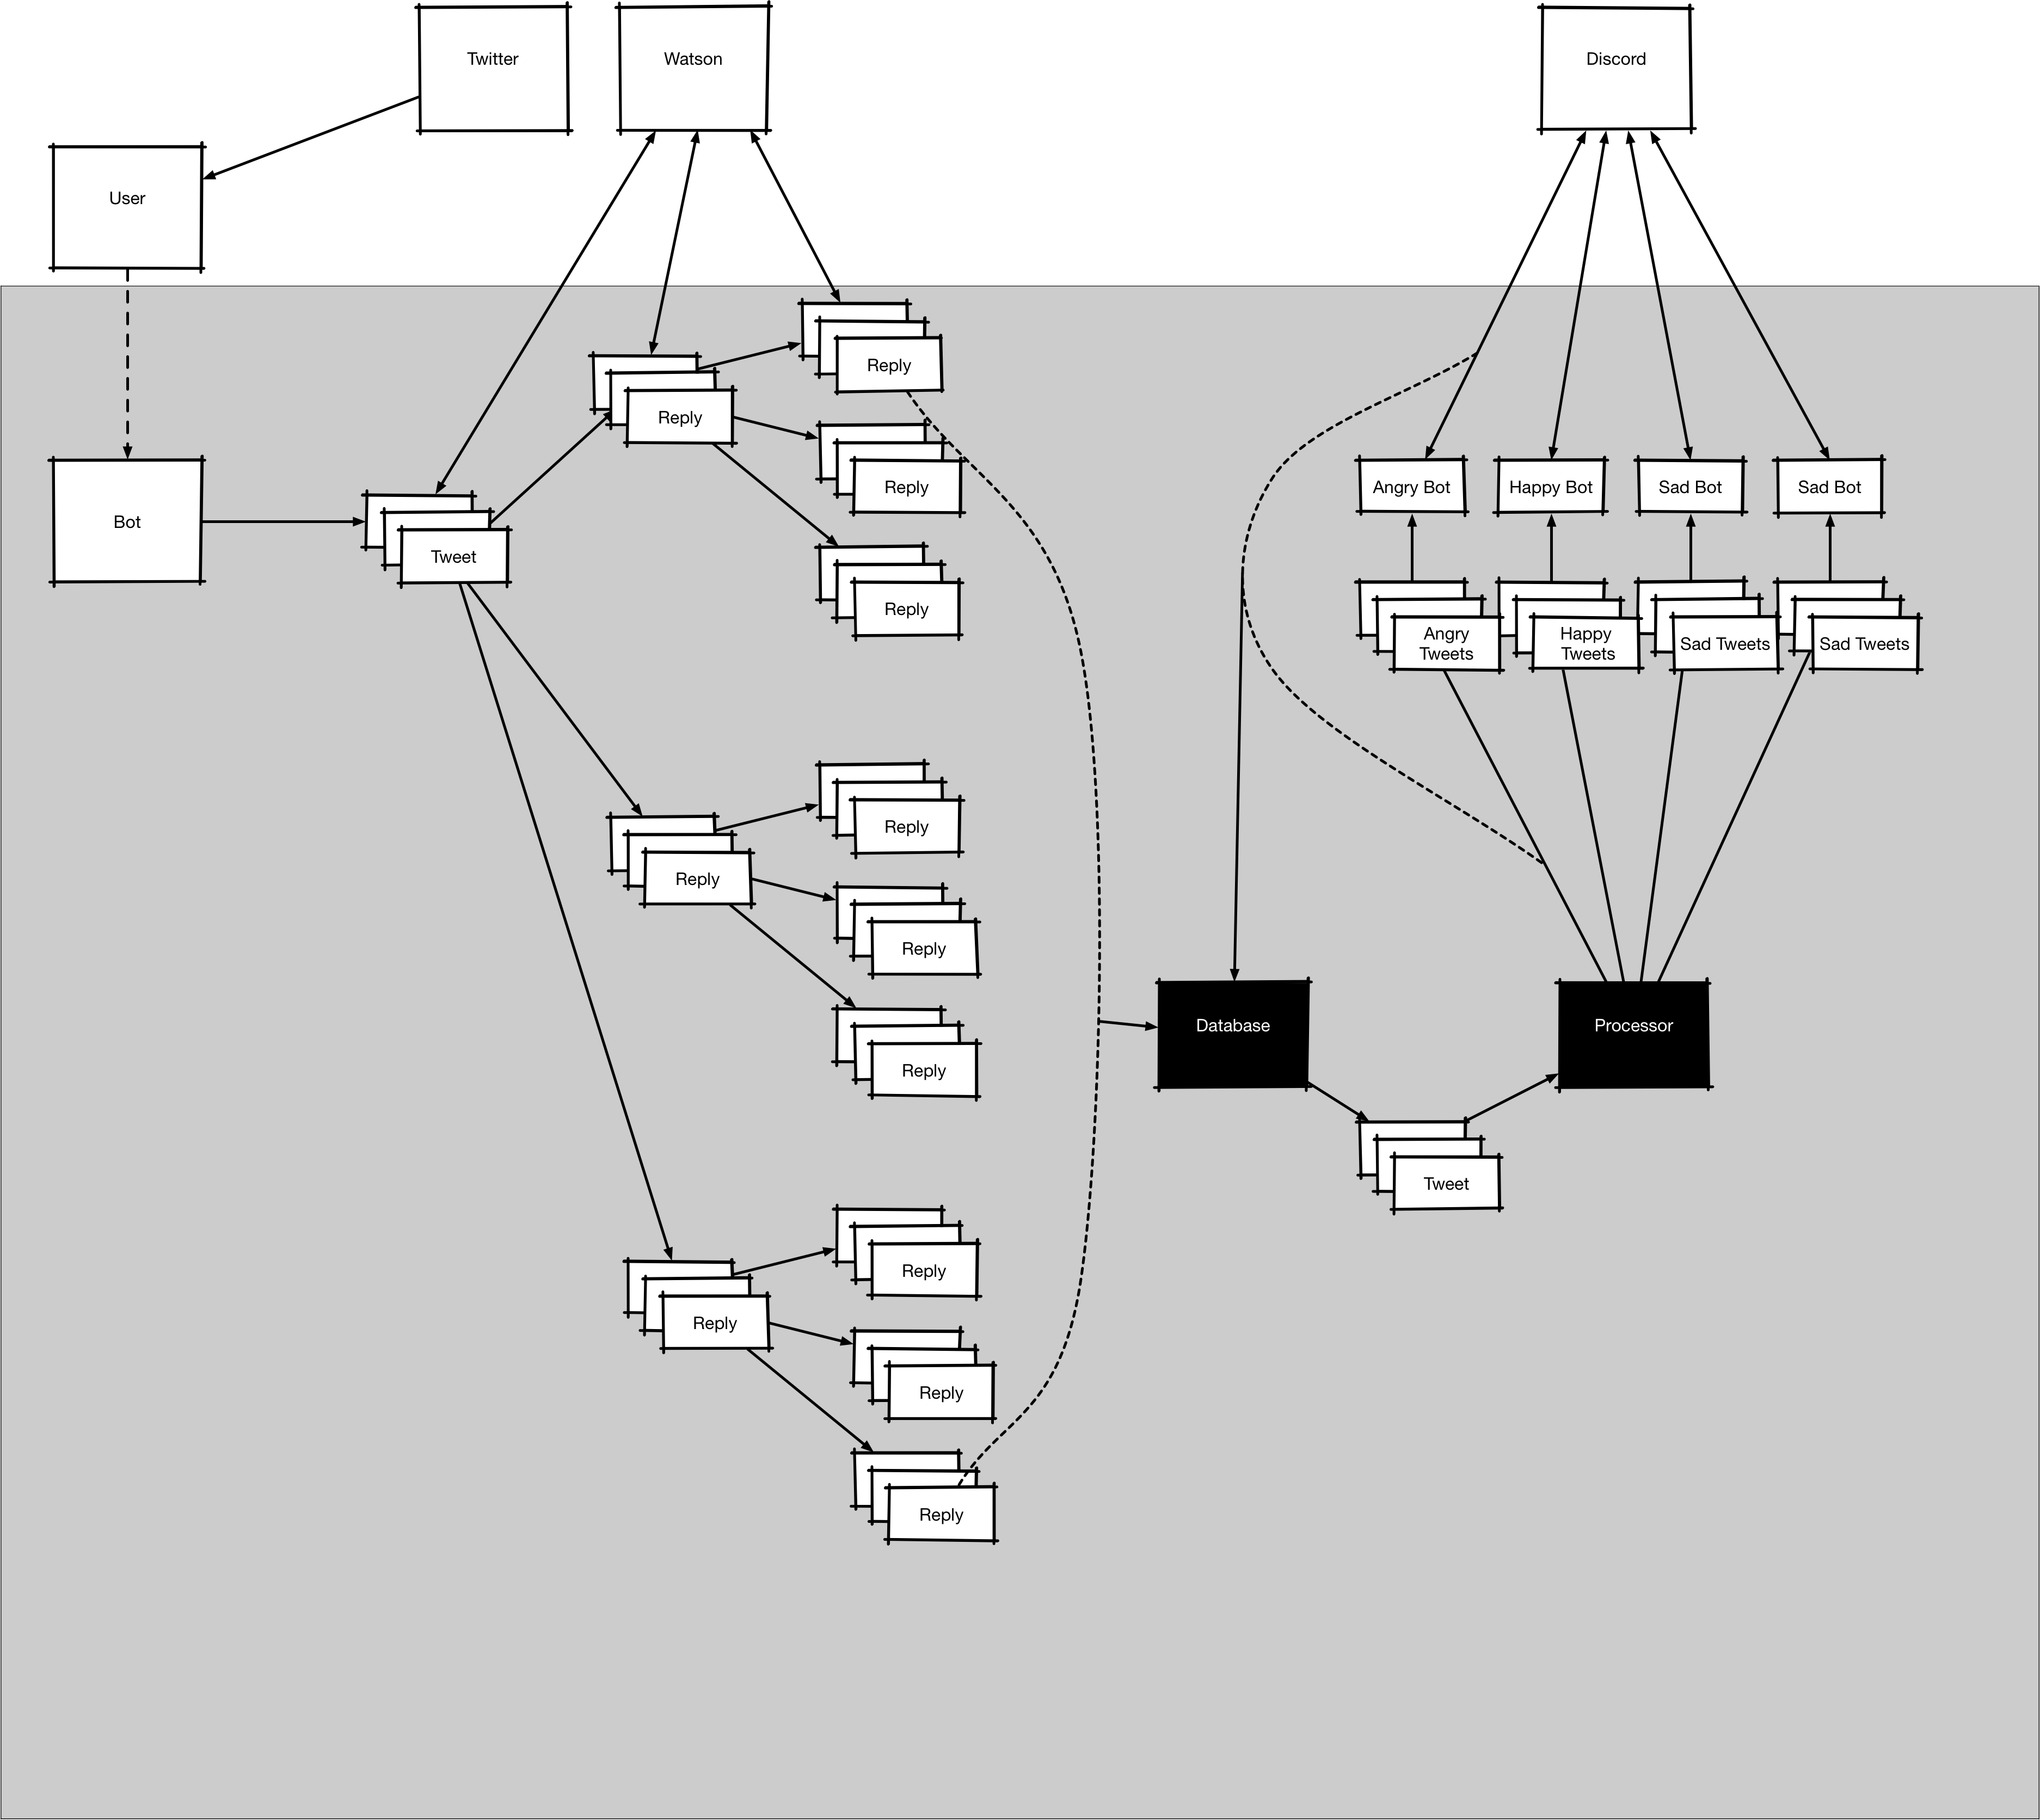 Twitter
Watson
Discord
User
Reply
Reply
Reply
Angry Bot
Happy Bot
Sad Bot
Sad Bot
Bot
Tweet
Reply
Angry
Tweets
Happy
Tweets
Sad Tweets
Sad Tweets
Reply
Reply
Reply
Reply
Database
Processor
Tweet
Reply
Reply
Reply
Reply
Reply